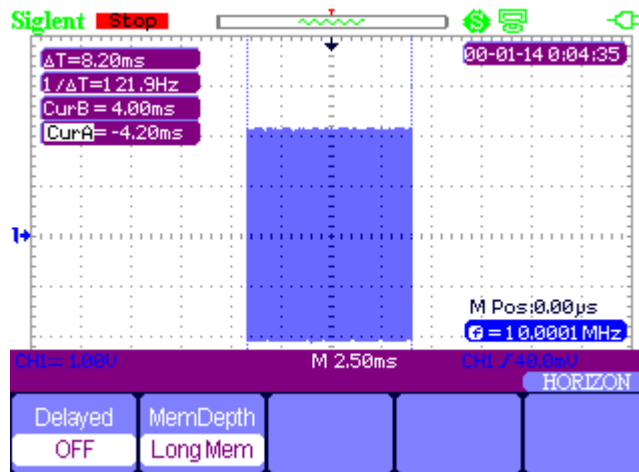 Siglent Stop
T
00-01-14 0:04:35
ΔT=8.20ms
1/ΔT=121.9Hz
CurB= 4.00ms
CurA= -4.20ms
1
M Pos:0.00µs
f = 10.0001MHz
CH1= 1.00V M 2.50ms CH1 40.0mV
HORIZON
Delayed MemDepth
OFF Long Mem